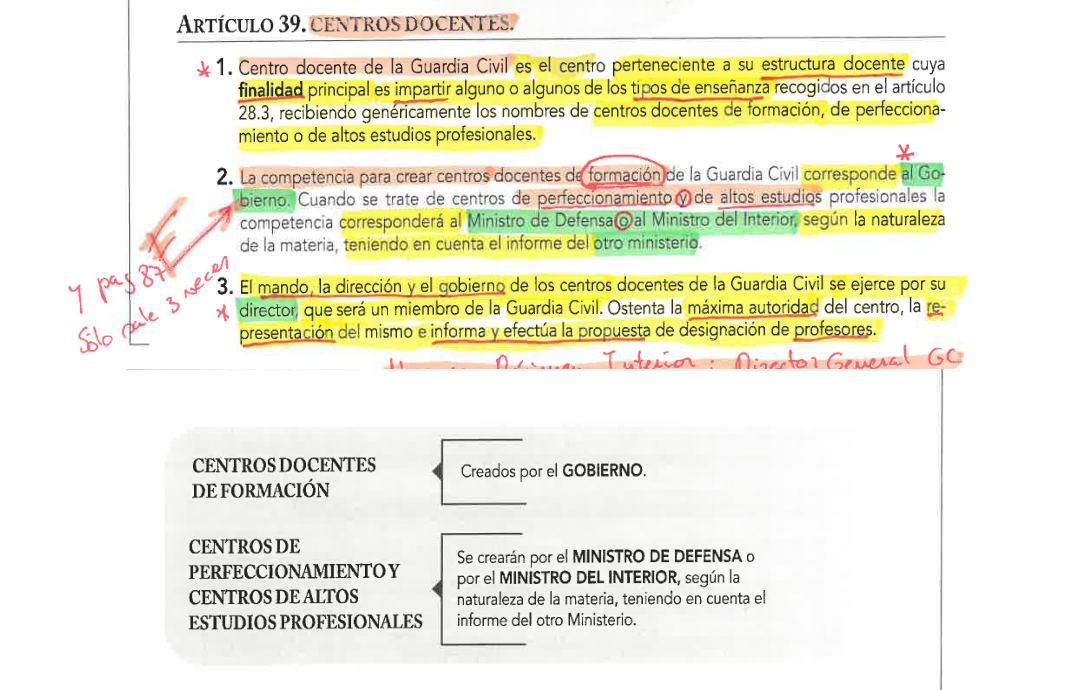 ARTÍCULO 39. CENTROS DOCENTES.
* 1. Centro docente de la Guardia Civil es el centro perteneciente a su estructura docente cuya
finalidad principal es impartir alguno o algunos de los tipos de enseñanza recogidos en el artículo
28.3, recibiendo genéricamente los nombres de centros docentes de formación, de perfecciona-
miento o de altos estudios profesionales.
*
2. La competencia para crear centros docentes de formación de la Guardia Civil corresponde al Go-
bierno. Cuando se trate de centros de perfeccionamiento y de altos estudios profesionales la
competencia corresponderá al Ministro de Defensa o al Ministro del Interior, según la naturaleza
de la materia, teniendo en cuenta el informe del otro ministerio.
E
y pag 87
Sólo sale 3 veces
3. El mando, la dirección y el gobierno de los centros docentes de la Guardia Civil se ejerce por su
* director, que será un miembro de la Guardia Civil. Ostenta la máxima autoridad del centro, la re-
presentación del mismo e informa y efectúa la propuesta de designación de profesores.
Interior: Director General GC
CENTROS DOCENTES
DE FORMACIÓN
Creados por el GOBIERNO.
CENTROS DE
PERFECCIONAMIENTO Y
CENTROS DE ALTOS
ESTUDIOS PROFESIONALES
Se crearán por el MINISTRO DE DEFENSA o
por el MINISTRO DEL INTERIOR, según la
naturaleza de la materia, teniendo en cuenta el
informe del otro Ministerio.